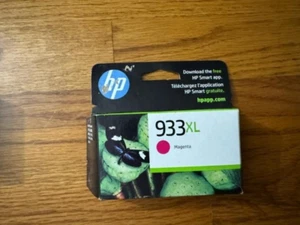 hp
Download the free
HP Smart app.
Téléchargez l'application
HP Smart gratuite.
hpapp.com
933XL
Magenta